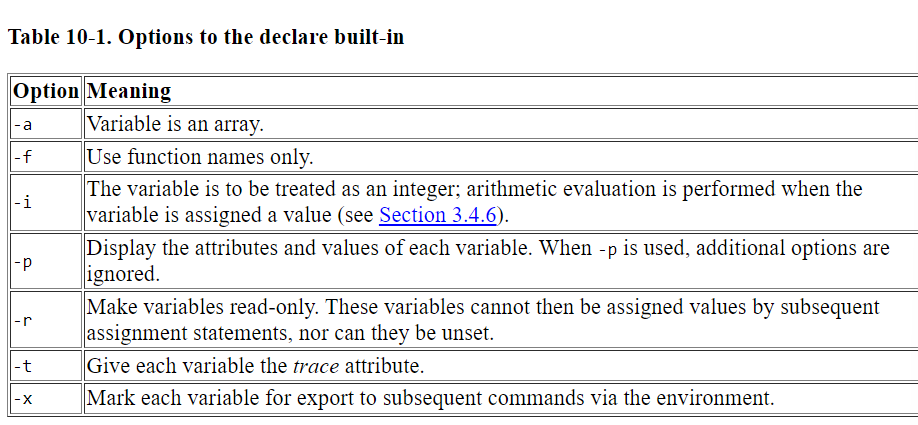 Table 10-1. Options to the declare built-in
Option Meaning
-a Variable is an array.
-f Use function names only.
-i The variable is to be treated as an integer; arithmetic evaluation is performed when the
variable is assigned a value (see Section 3.4.6).
-p Display the attributes and values of each variable. When -p is used, additional options are
ignored.
-r Make variables read-only. These variables cannot then be assigned values by subsequent
assignment statements, nor can they be unset.
-t Give each variable the trace attribute.
-x Mark each variable for export to subsequent commands via the environment.